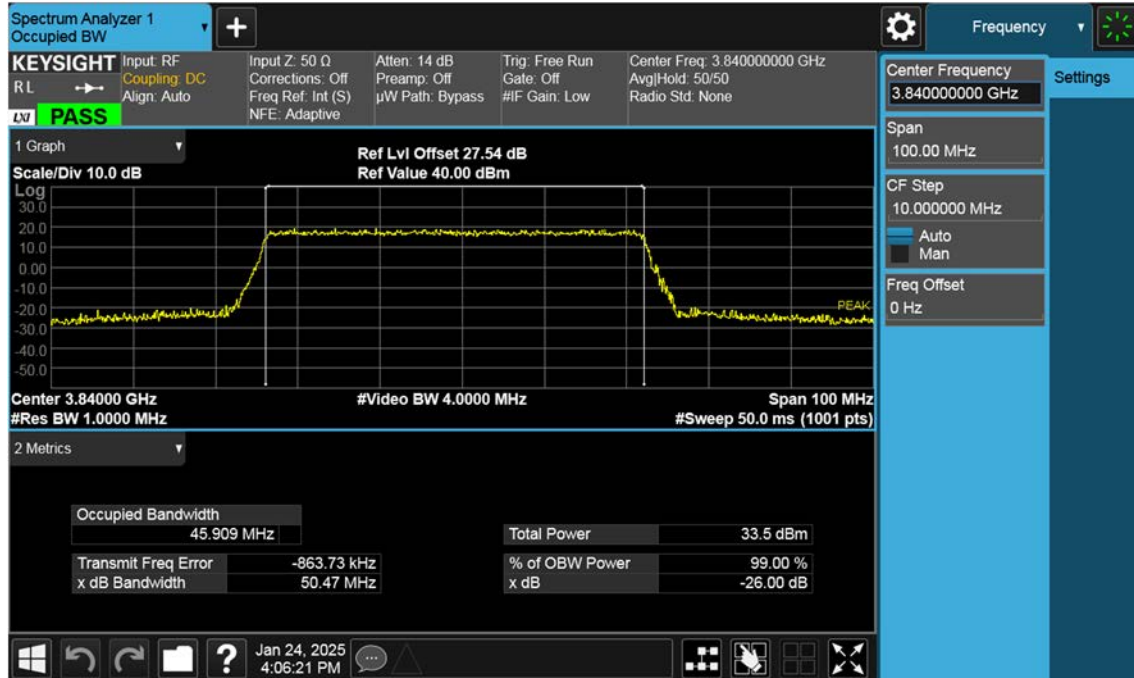 Spectrum Analyzer 1
Occupied BW
+
Frequency
KEYSIGHT
RL
LXI PASS
Input: RF
Coupling: DC
Align: Auto
Input Z: 50 Ω
Corrections: Off
Freq Ref: Int (S)
NFE: Adaptive
Atten: 14 dB
Preamp: Off
µW Path: Bypass
Trig: Free Run
Gate: Off
#IF Gain: Low
Center Freq: 3.840000000 GHz
Avg|Hold: 50/50
Radio Std: None
Center Frequency
3.840000000 GHz
Settings
Span
100.00 MHz
CF Step
10.000000 MHz
Auto
Man
Freq Offset
0 Hz
1 Graph
Scale/Div 10.0 dB
Ref Lvl Offset 27.54 dB
Ref Value 40.00 dBm
Log
30.0
20.0
10.0
0.00
-10.0
-20.0
-30.0
-40.0
-50.0
PEAK
Center 3.84000 GHz
#Video BW 4.0000 MHz
Span 100 MHz
#Res BW 1.0000 MHz
#Sweep 50.0 ms (1001 pts)
2 Metrics
Occupied Bandwidth
45.909 MHz
Total Power 33.5 dBm
Transmit Freq Error -863.73 kHz
% of OBW Power 99.00 %
x dB Bandwidth 50.47 MHz
x dB -26.00 dB
?
Jan 24, 2025
4:06:21 PM